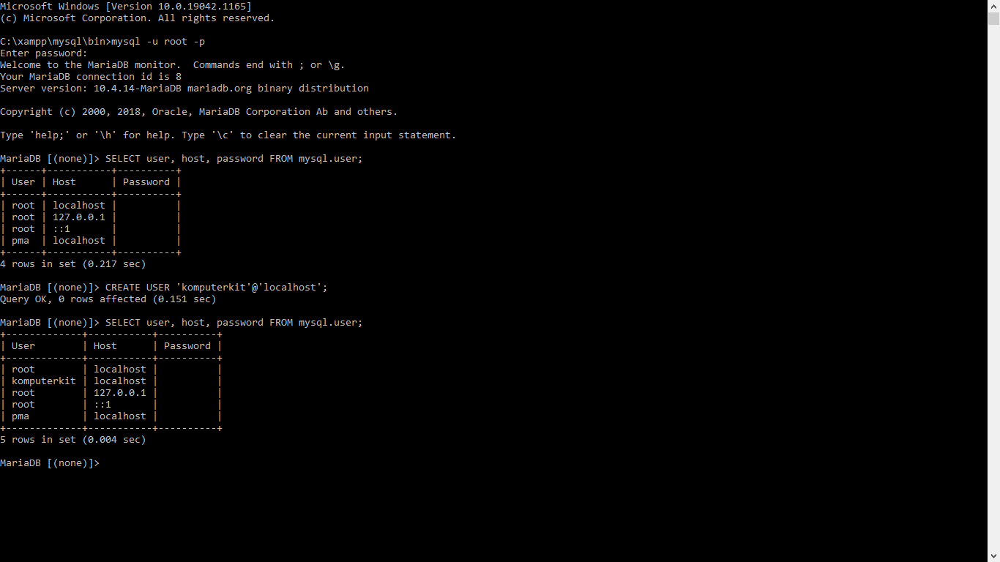 Microsoft Windows [Version 10.0.19042.1165]
(c) Microsoft Corporation. All rights reserved.

C:\xampp\mysql\bin>mysql -u root -p
Enter password:
Welcome to the MariaDB monitor.  Commands end with ; or \g.
Your MariaDB connection id is 8
Server version: 10.4.14-MariaDB mariadb.org binary distribution

Copyright (c) 2000, 2018, Oracle, MariaDB Corporation Ab and others.

Type 'help;' or '\h' for help. Type '\c' to clear the current input statement.

MariaDB [(none)]> SELECT user, host, password FROM mysql.user;
+------+-----------+----------+
| User | Host      | Password |
+------+-----------+----------+
| root | localhost |          |
| root | 127.0.0.1 |          |
| root | ::1       |          |
| pma  | localhost |          |
+------+-----------+----------+
4 rows in set (0.217 sec)

MariaDB [(none)]> CREATE USER 'komputerkit'@'localhost';
Query OK, 0 rows affected (0.151 sec)

MariaDB [(none)]> SELECT user, host, password FROM mysql.user;
+-------------+-----------+----------+
| User        | Host      | Password |
+-------------+-----------+----------+
| root        | localhost |          |
| komputerkit | localhost |          |
| root        | 127.0.0.1 |          |
| root        | ::1       |          |
| pma         | localhost |          |
+-------------+-----------+----------+
5 rows in set (0.004 sec)

MariaDB [(none)]>